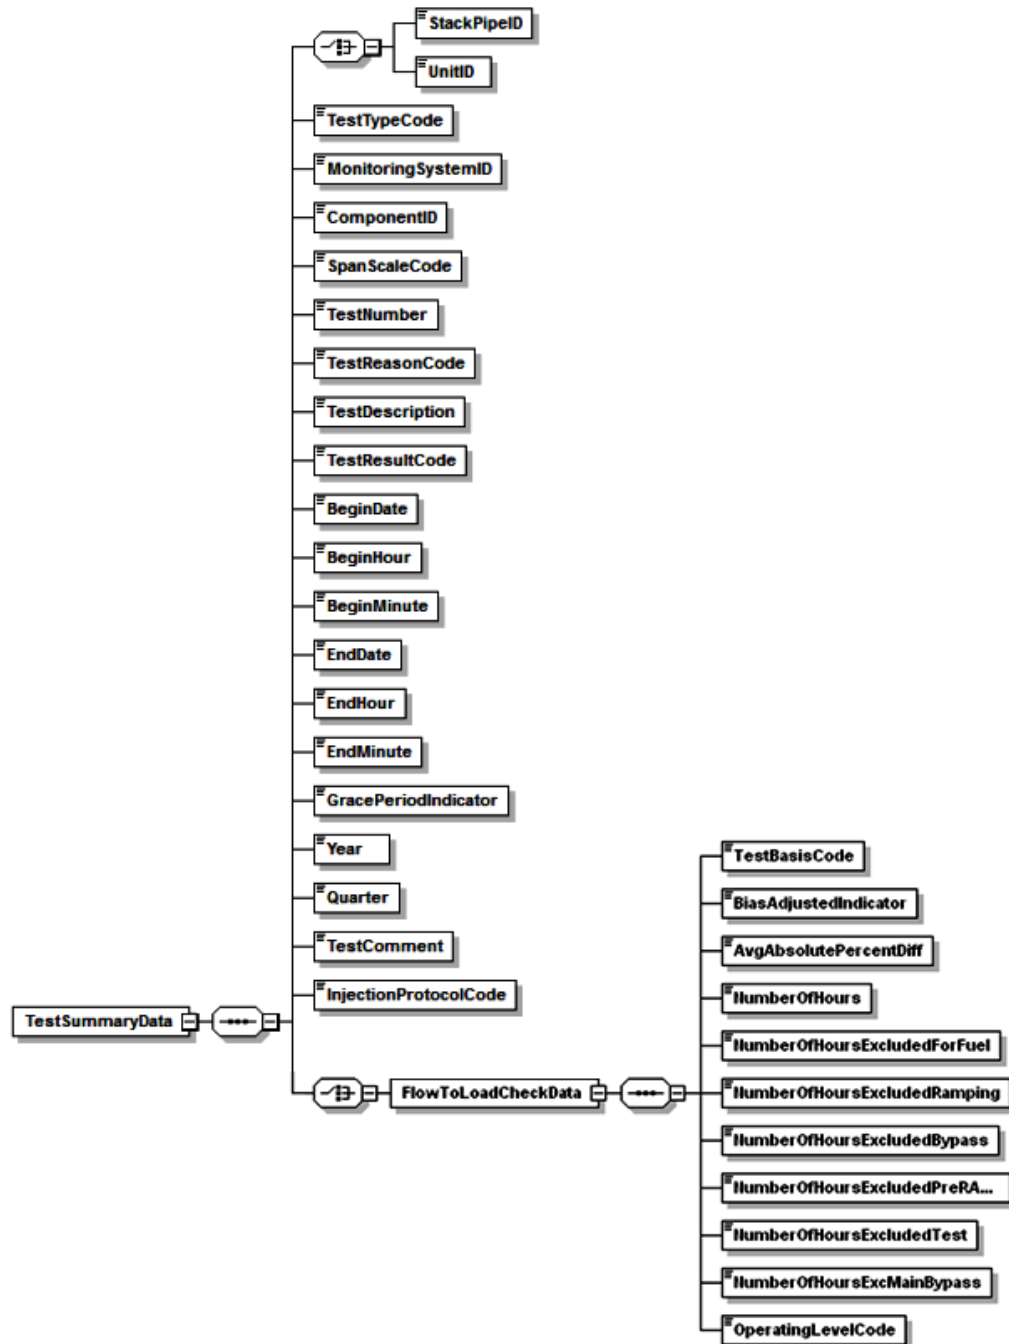 StackPipeID
UnitID
TestTypeCode
MonitoringSystemID
ComponentID
SpanScaleCode
TestNumber
TestReasonCode
TestDescription
TestResultCode
BeginDate
BeginHour
BeginMinute
EndDate
EndHour
EndMinute
GracePeriodIndicator
Year
Quarter
TestComment
InjectionProtocolCode
TestSummaryData
FlowToLoadCheckData
TestBasisCode
BiasAdjustedIndicator
AvgAbsolutePercentDiff
NumberOfHours
NumberOfHoursExcludedForFuel
NumberOfHoursExcludedRamping
NumberOfHoursExcludedBypass
NumberOfHoursExcludedPreRA...
NumberOfHoursExcludedTest
NumberOfHoursExcMainBypass
OperatingLevelCode